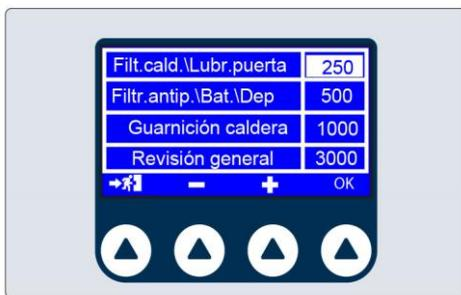 Filt.cald.\Lubr.puerta 250
Filtr.antip.\Bat.\Dep 500
Guarnición caldera 1000
Revisión general 3000
OK